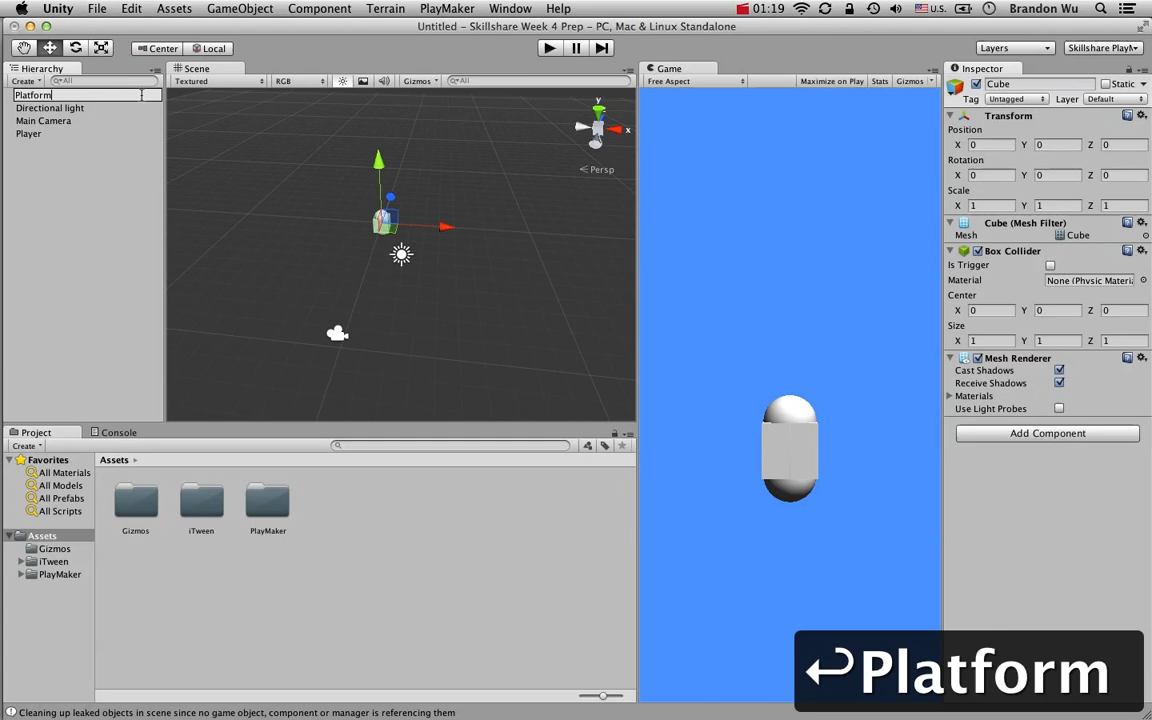 Unity File Edit Assets GameObject Component Terrain PlayMaker Window Help 01:19 U.S. Brandon Wu
Untitled - Skillshare Week 4 Prep - PC, Mac & Linux Standalone
Center Local Layers Skillshare PlayM
Hierarchy
Create All
Platform
Directional light
Main Camera
Player
Scene
Textured RGB Gizmos All
y
x
Persp
Game
Free Aspect Maximize on Play Stats Gizmos
Inspector
Cube Static
Tag Untagged Layer Default
Transform
Position
X 0 Y 0 Z 0
Rotation
X 0 Y 0 Z 0
Scale
X 1 Y 1 Z 1
Cube (Mesh Filter)
Mesh Cube
Box Collider
Is Trigger
Material None (Physic Materia
Center
X 0 Y 0 Z 0
Size
X 1 Y 1 Z 1
Mesh Renderer
Cast Shadows
Receive Shadows
Materials
Use Light Probes
Add Component
Project Console
Create
Favorites
All Materials
All Models
All Prefabs
All Scripts
Assets
Gizmos
iTween
PlayMaker
Assets
Gizmos iTween PlayMaker
Platform
Cleaning up leaked objects in scene since no game object, component or manager is referencing them